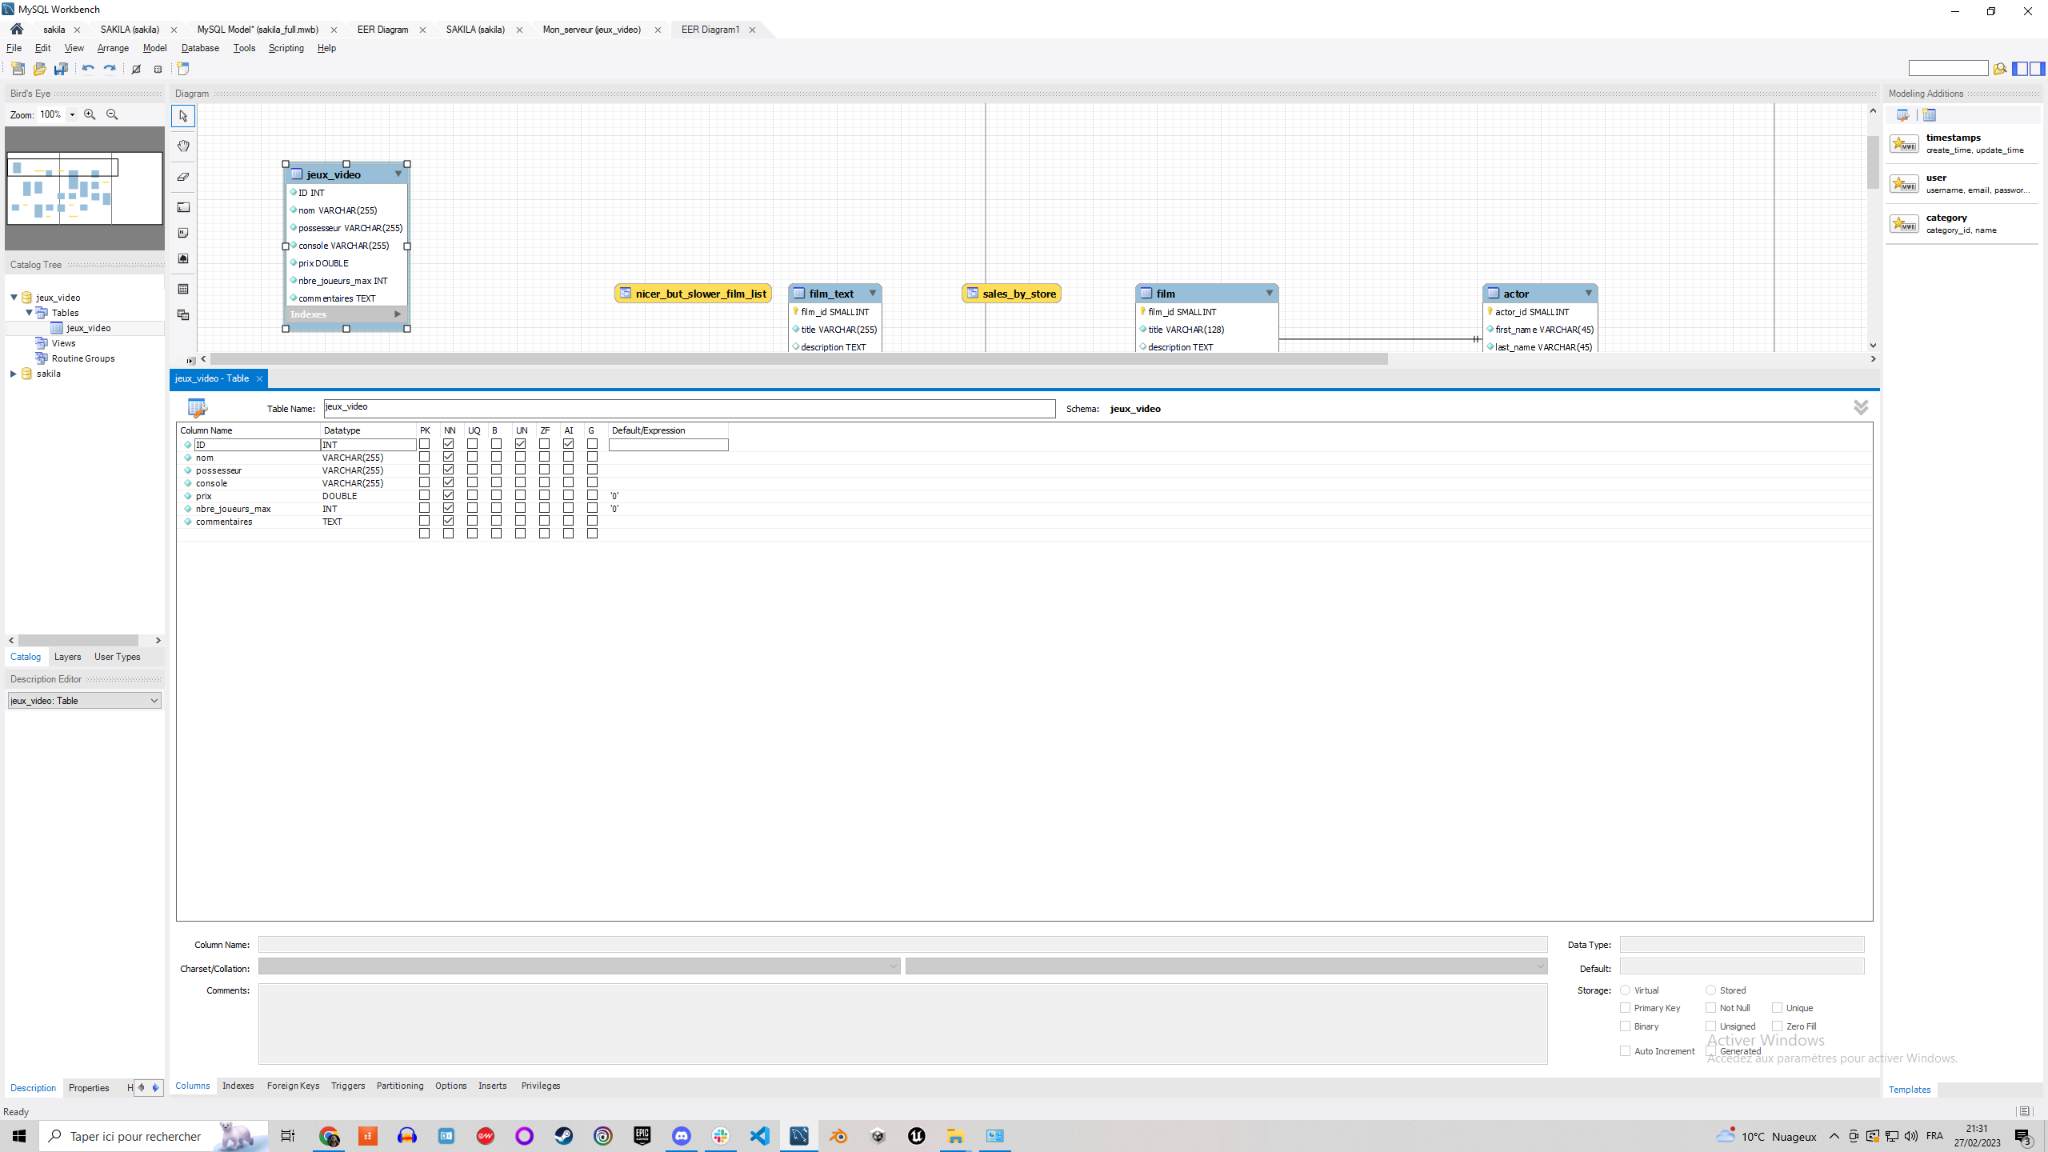 MySQL Workbench
sakila
SAKILA (sakila)
MySQL Model* (sakila_full.mwb)
EER Diagram
SAKILA (sakila)
Mon_serveur (jeux_video)
EER Diagram1
File Edit View Arrange Model Database Tools Scripting Help
Bird's Eye
Diagram
Modeling Additions
Zoom: 100%
timestamps
create_time, update_time
user
username, email, passwor...
category
category_id, name
jeux_video
ID INT
nom VARCHAR(255)
possesseur VARCHAR(255)
console VARCHAR(255)
prix DOUBLE
nbre_joueurs_max INT
commentaires TEXT
Indexes
nicer_but_slower_film_list
film_text
film_id SMALLINT
title VARCHAR(255)
description TEXT
sales_by_store
film
film_id SMALLINT
title VARCHAR(128)
description TEXT
actor
actor_id SMALLINT
first_name VARCHAR(45)
last_name VARCHAR(45)
Catalog Tree
jeux_video
Tables
jeux_video
Views
Routine Groups
sakila
jeux_video - Table
Table Name: jeux_video Schema: jeux_video
Column Name Datatype PK NN UQ B UN ZF AI G Default/Expression
ID INT
nom VARCHAR(255)
possesseur VARCHAR(255)
console VARCHAR(255)
prix DOUBLE '0'
nbre_joueurs_max INT '0'
commentaires TEXT
Catalog Layers User Types
Description Editor
jeux_video: Table
Column Name: Data Type:
Charset/Collation: Default:
Comments: Storage: Virtual Stored
Primary Key Not Null Unique
Binary Unsigned Zero Fill
Auto Increment Generated
Activer Windows
Accédez aux paramètres pour activer Windows.
Columns Indexes Foreign Keys Triggers Partitioning Options Inserts Privileges
Description Properties H
Templates
Ready
Taper ici pour rechercher
EPIC
10°C Nuageux
FRA
21:31
27/02/2023
3